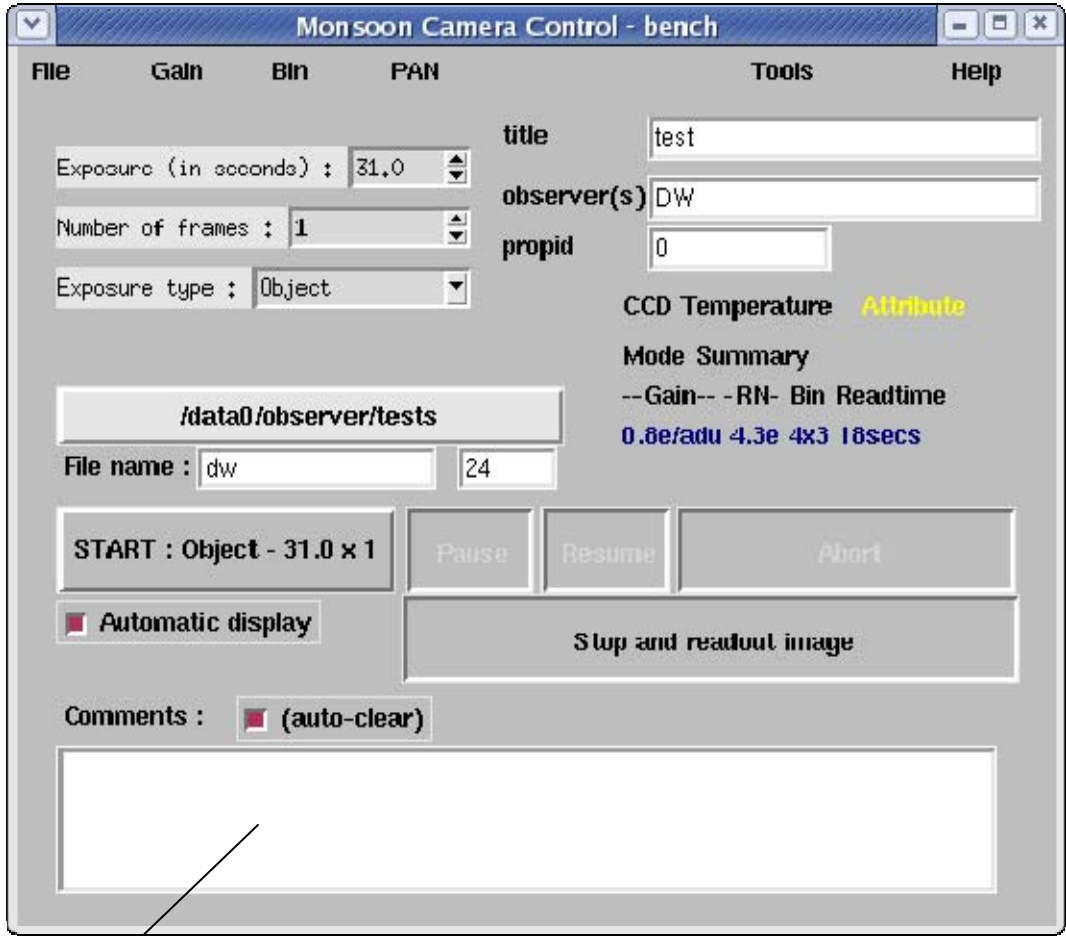 Monsoon Camera Control - bench
File Gain Bin PAN Tools Help
title test
Exposure (in seconds) : 31.0
observer(s) DW
Number of frames : 1
propid 0
Exposure type : Object
CCD Temperature Attribute
Mode Summary
--Gain-- -RN- Bin Readtime
0.8e/adu 4.3e 4x3 18secs
/data0/observer/tests
File name : dw 24
START : Object - 31.0 x 1
Pause Resume Abort
Automatic display
Stop and readout image
Comments : (auto-clear)